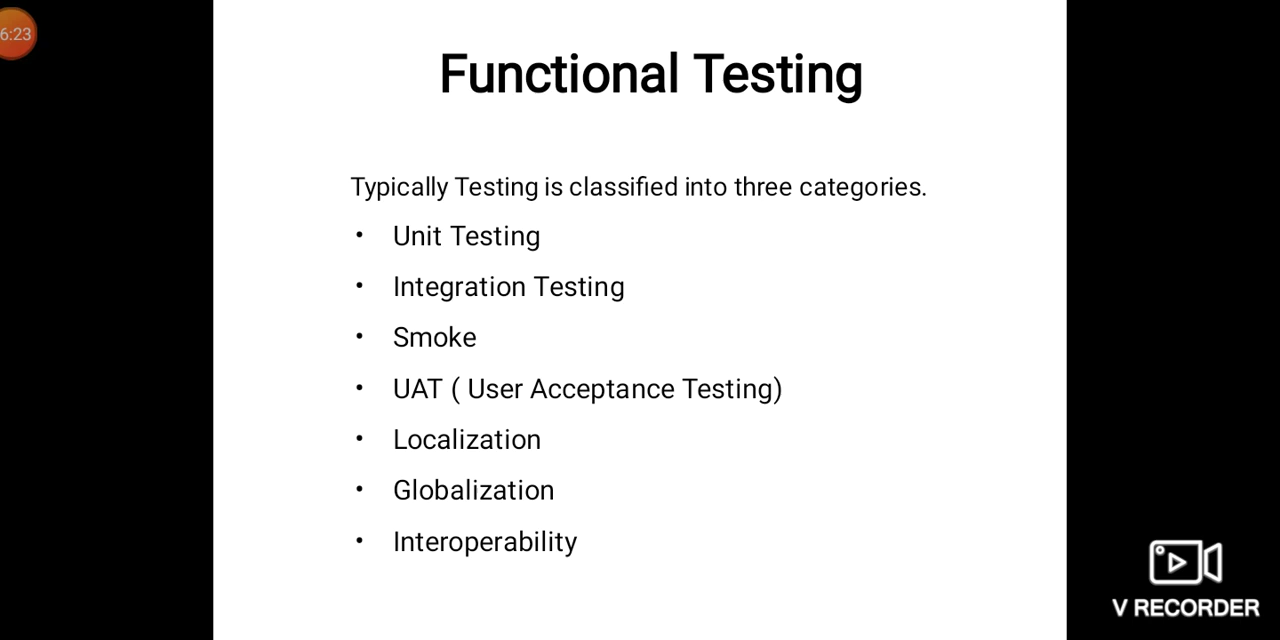 6:23
Functional Testing
Typically Testing is classified into three categories.
• Unit Testing
• Integration Testing
• Smoke
• UAT ( User Acceptance Testing)
• Localization
• Globalization
• Interoperability
V RECORDER